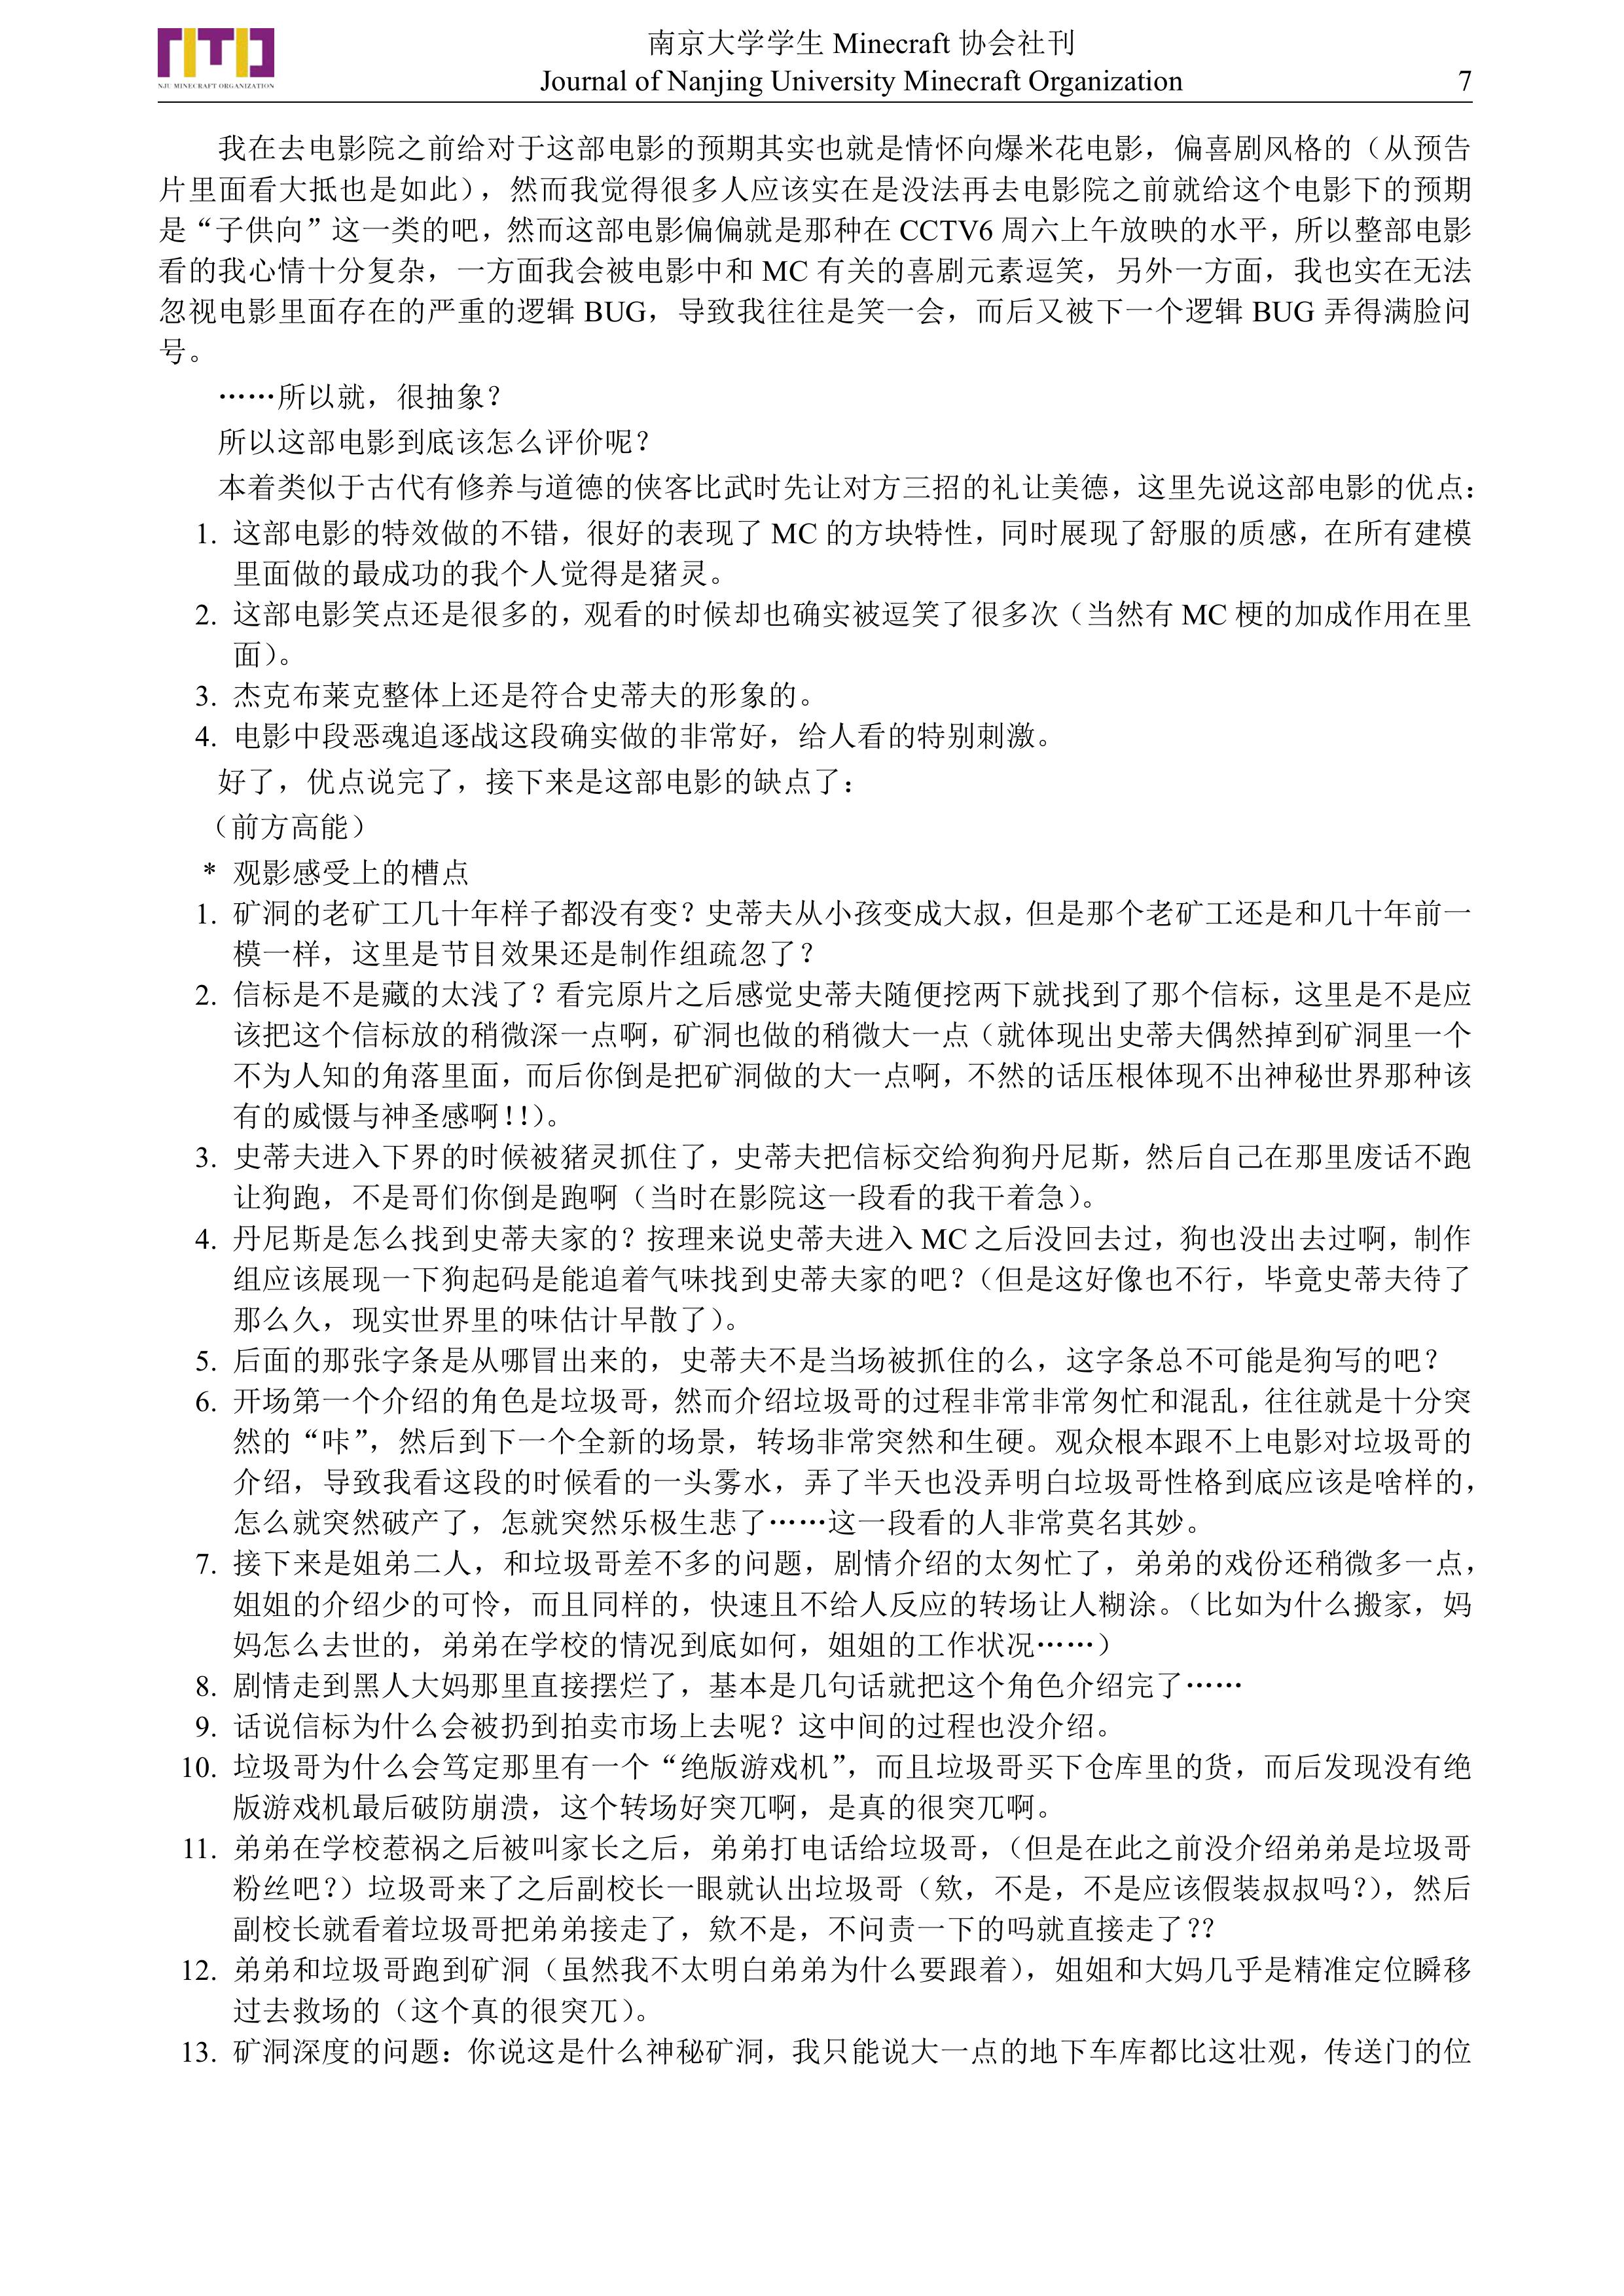 南京大学学生 Minecraft 协会社刊
NJU MINECRAFT ORGANIZATION
Journal of Nanjing University Minecraft Organization
7
我在去电影院之前给对于这部电影的预期其实也就是情怀向爆米花电影，偏喜剧风格的（从预告
片里面看大抵也是如此），然而我觉得很多人应该实在是没法再去电影院之前就给这个电影下的预期
是“子供向”这一类的吧，然而这部电影偏偏就是那种在 CCTV6 周六上午放映的水平，所以整部电影
看的我心情十分复杂，一方面我会被电影中和 MC 有关的喜剧元素逗笑，另外一方面，我也实在无法
忽视电影里面存在的严重的逻辑 BUG，导致我往往是笑一会，而后又被下一个逻辑 BUG 弄得满脸问
号。
……所以就，很抽象？
所以这部电影到底该怎么评价呢？
本着类似于古代有修养与道德的侠客比武时先让对方三招的礼让美德，这里先说这部电影的优点：
1. 这部电影的特效做的不错，很好的表现了 MC 的方块特性，同时展现了舒服的质感，在所有建模
里面做的最成功的我个人觉得是猪灵。
2. 这部电影笑点还是很多的，观看的时候却也确实被逗笑了很多次（当然有 MC 梗的加成作用在里
面）。
3. 杰克布莱克整体上还是符合史蒂夫的形象的。
4. 电影中段恶魂追逐战这段确实做的非常好，给人看的特别刺激。
好了，优点说完了，接下来是这部电影的缺点了：
（前方高能）
* 观影感受上的槽点
1. 矿洞的老矿工几十年样子都没有变？史蒂夫从小孩变成大叔，但是那个老矿工还是和几十年前一
模一样，这里是节目效果还是制作组疏忽了？
2. 信标是不是藏的太浅了？看完原片之后感觉史蒂夫随便挖两下就找到了那个信标，这里是不是应
该把这个信标放的稍微深一点啊，矿洞也做的稍微大一点（就体现出史蒂夫偶然掉到矿洞里一个
不为人知的角落里面，而后你倒是把矿洞做的大一点啊，不然的话压根体现不出神秘世界那种该
有的威慑与神圣感啊！！）。
3. 史蒂夫进入下界的时候被猪灵抓住了，史蒂夫把信标交给狗狗丹尼斯，然后自己在那里废话不跑
让狗跑，不是哥们你倒是跑啊（当时在影院这一段看的我干着急）。
4. 丹尼斯是怎么找到史蒂夫家的？按理来说史蒂夫进入 MC 之后没回去过，狗也没出去过啊，制作
组应该展现一下狗起码是能追着气味找到史蒂夫家的吧？（但是这好像也不行，毕竟史蒂夫待了
那么久，现实世界里的味估计早散了）。
5. 后面的那张字条是从哪冒出来的，史蒂夫不是当场被抓住的么，这字条总不可能是狗写的吧？
6. 开场第一个介绍的角色是垃圾哥，然而介绍垃圾哥的过程非常非常匆忙和混乱，往往就是十分突
然的“咔”，然后到下一个全新的场景，转场非常突然和生硬。观众根本跟不上电影对垃圾哥的
介绍，导致我看这段的时候看的一头雾水，弄了半天也没弄明白垃圾哥性格到底应该是啥样的，
怎么就突然破产了，怎就突然乐极生悲了……这一段看的人非常莫名其妙。
7. 接下来是姐弟二人，和垃圾哥差不多的问题，剧情介绍的太匆忙了，弟弟的戏份还稍微多一点，
姐姐的介绍少的可怜，而且同样的，快速且不给人反应的转场让人糊涂。（比如为什么搬家，妈
妈怎么去世的，弟弟在学校的情况到底如何，姐姐的工作状况……）
8. 剧情走到黑人大妈那里直接摆烂了，基本是几句话就把这个角色介绍完了……
9. 话说信标为什么会被扔到拍卖市场上去呢？这中间的过程也没介绍。
10. 垃圾哥为什么会笃定那里有一个“绝版游戏机”，而且垃圾哥买下仓库里的货，而后发现没有绝
版游戏机最后破防崩溃，这个转场好突兀啊，是真的很突兀啊。
11. 弟弟在学校惹祸之后被叫家长之后，弟弟打电话给垃圾哥，（但是在此之前没介绍弟弟是垃圾哥
粉丝吧？）垃圾哥来了之后副校长一眼就认出垃圾哥（欸，不是，不是应该假装叔叔吗？），然后
副校长就看着垃圾哥把弟弟接走了，欸不是，不问责一下的吗就直接走了？？
12. 弟弟和垃圾哥跑到矿洞（虽然我不太明白弟弟为什么要跟着），姐姐和大妈几乎是精准定位瞬移
过去救场的（这个真的很突兀）。
13. 矿洞深度的问题：你说这是什么神秘矿洞，我只能说大一点的地下车库都比这壮观，传送门的位